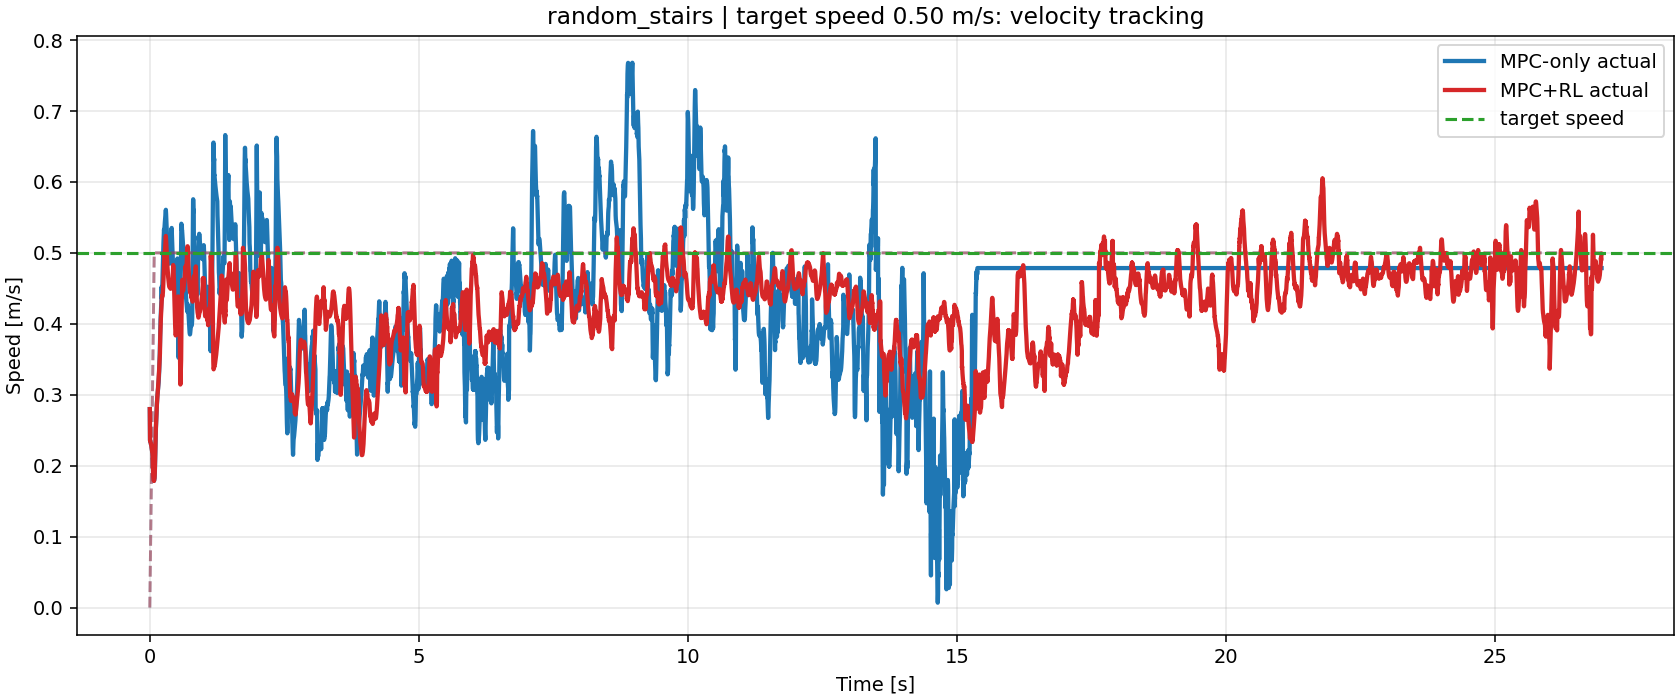 random_stairs | target speed 0.50 m/s: velocity tracking
MPC-only actual
MPC+RL actual
target speed
Speed [m/s]
0.8
0.7
0.6
0.5
0.4
0.3
0.2
0.1
0.0
0 5 10 15 20 25
Time [s]